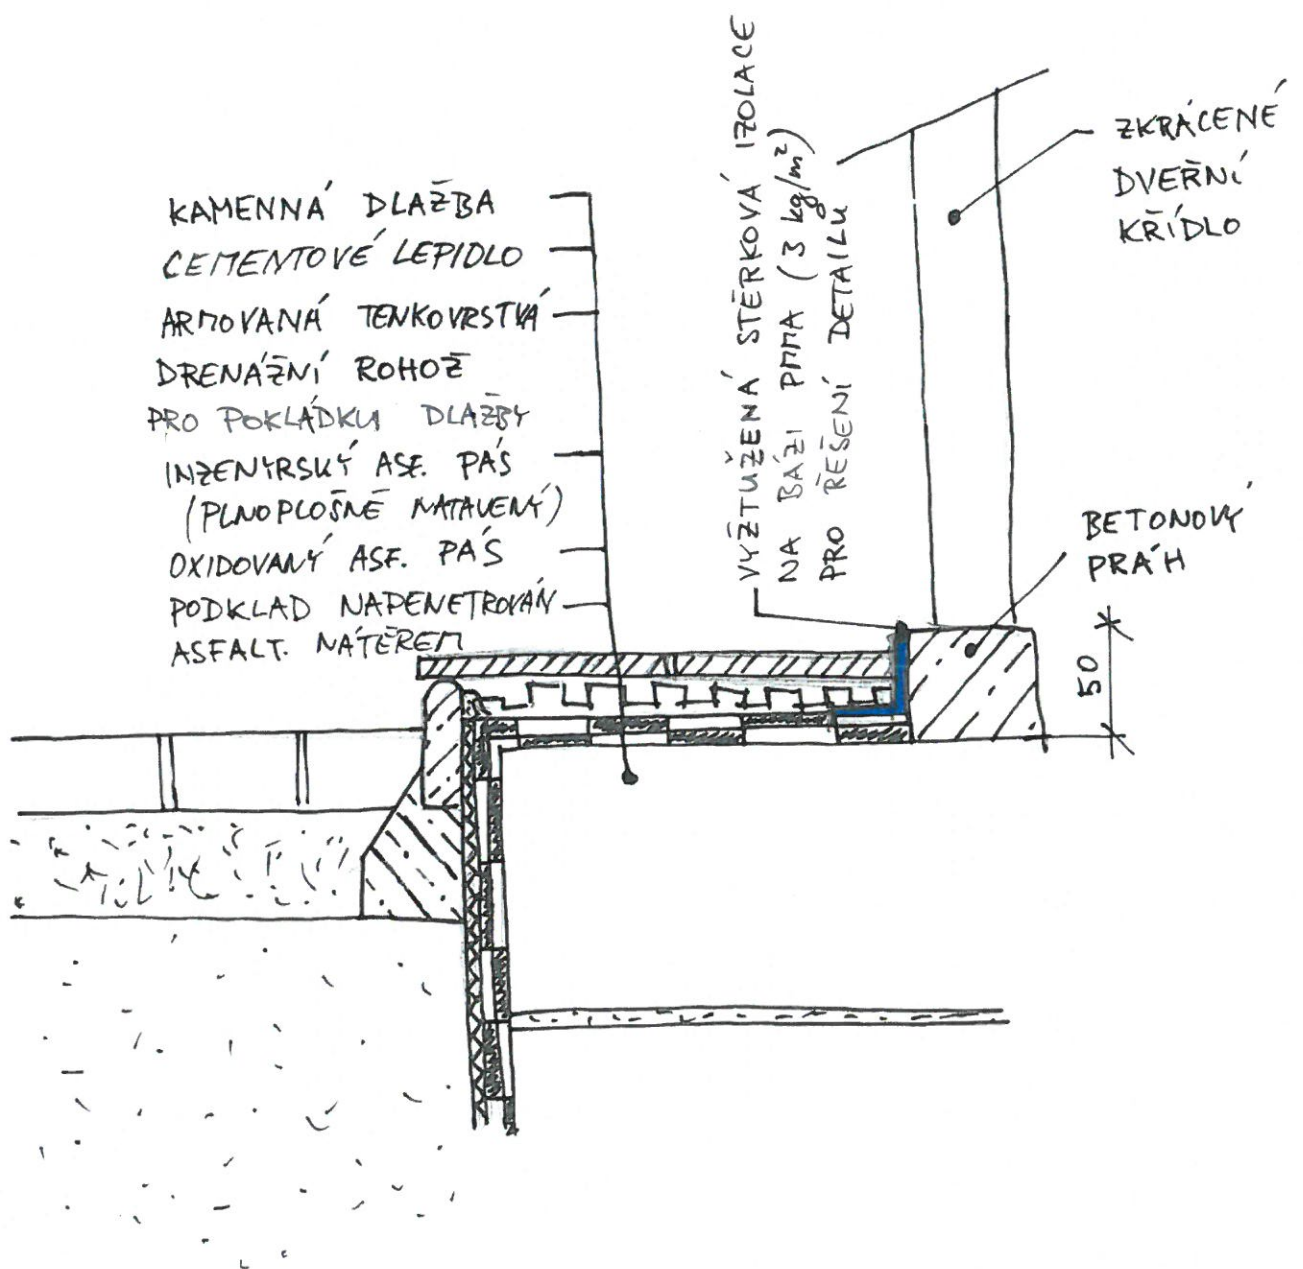 KAMENNÁ DLAŽBA
CEMENTOVÉ LEPIDLO
ARMOVANÁ TENKOVRSTVÁ
DRENÁŽNÍ ROHOŽ
PRO POKLÁDKU DLAŽBY
INŽENÝRSKÝ ASF. PÁS
(PLNOPLOŠNĚ NATAVENÝ)
OXIDOVANÝ ASF. PÁS
PODKLAD NAPENETROVÁN
ASFALT. NÁTĚREM
VYŽTUŽENÁ STĚRKOVÁ IZOLACE
NA BÁZI PMMA (3 kg/m²)
PRO ŘEŠENÍ DETAILU
ZKRÁCENÉ
DVEŘNÍ
KŘÍDLO
BETONOVÝ
PRÁH
50